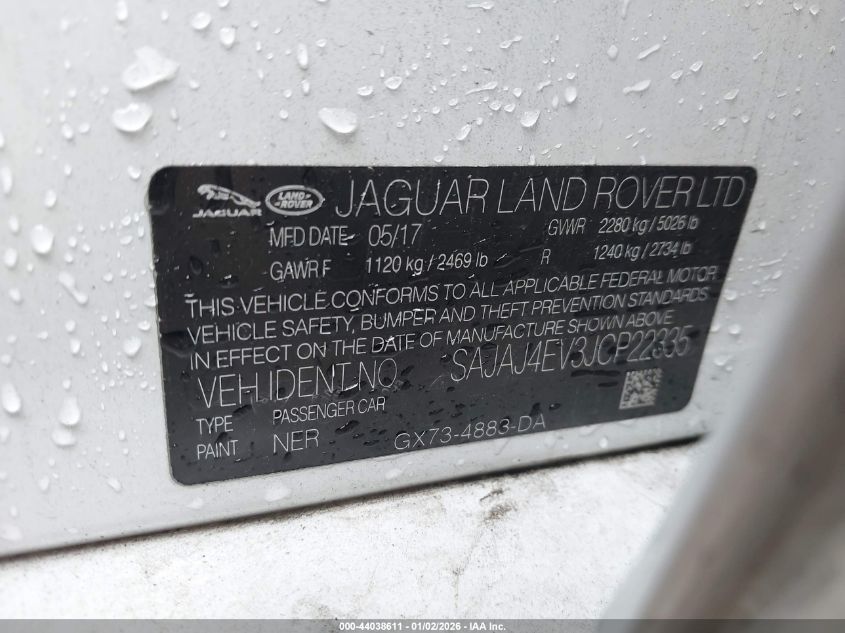 JAGUAR
LAND ROVER
JAGUAR LAND ROVER LTD
MFD DATE 05/17 GVWR 2280 kg / 5026 lb
GAWR F 1120 kg / 2469 lb R 1240 kg / 2734 lb
THIS VEHICLE CONFORMS TO ALL APPLICABLE FEDERAL MOTOR
VEHICLE SAFETY, BUMPER AND THEFT PREVENTION STANDARDS
IN EFFECT ON THE DATE OF MANUFACTURE SHOWN ABOVE
VEH IDENT NO SAJAJ4EV3JCP22335
TYPE PASSENGER CAR
PAINT NER GX73-4883-DA
000-44038611 - 01/02/2026 - IAA Inc.